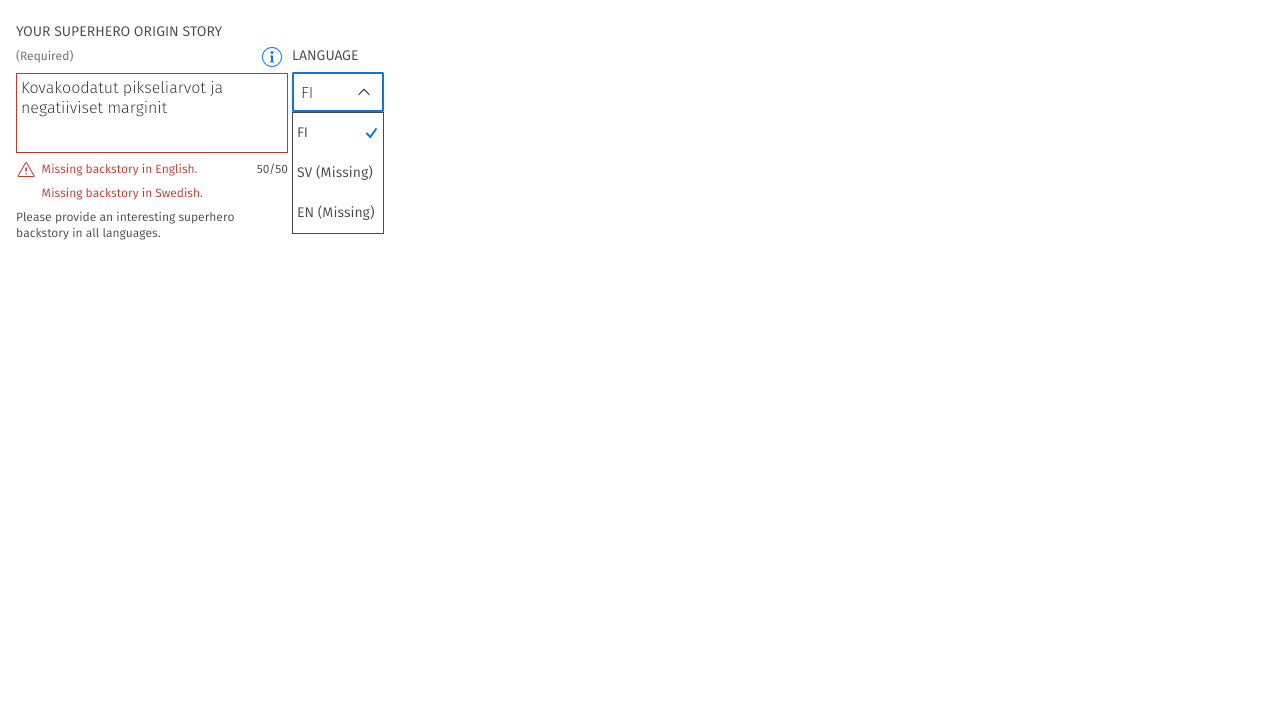 YOUR SUPERHERO ORIGIN STORY
(Required)
LANGUAGE
Kovakoodatut pikseliarvot ja
negatiiviset marginit
FI
FI
SV (Missing)
EN (Missing)
Missing backstory in English.
50/50
Missing backstory in Swedish.
Please provide an interesting superhero
backstory in all languages.